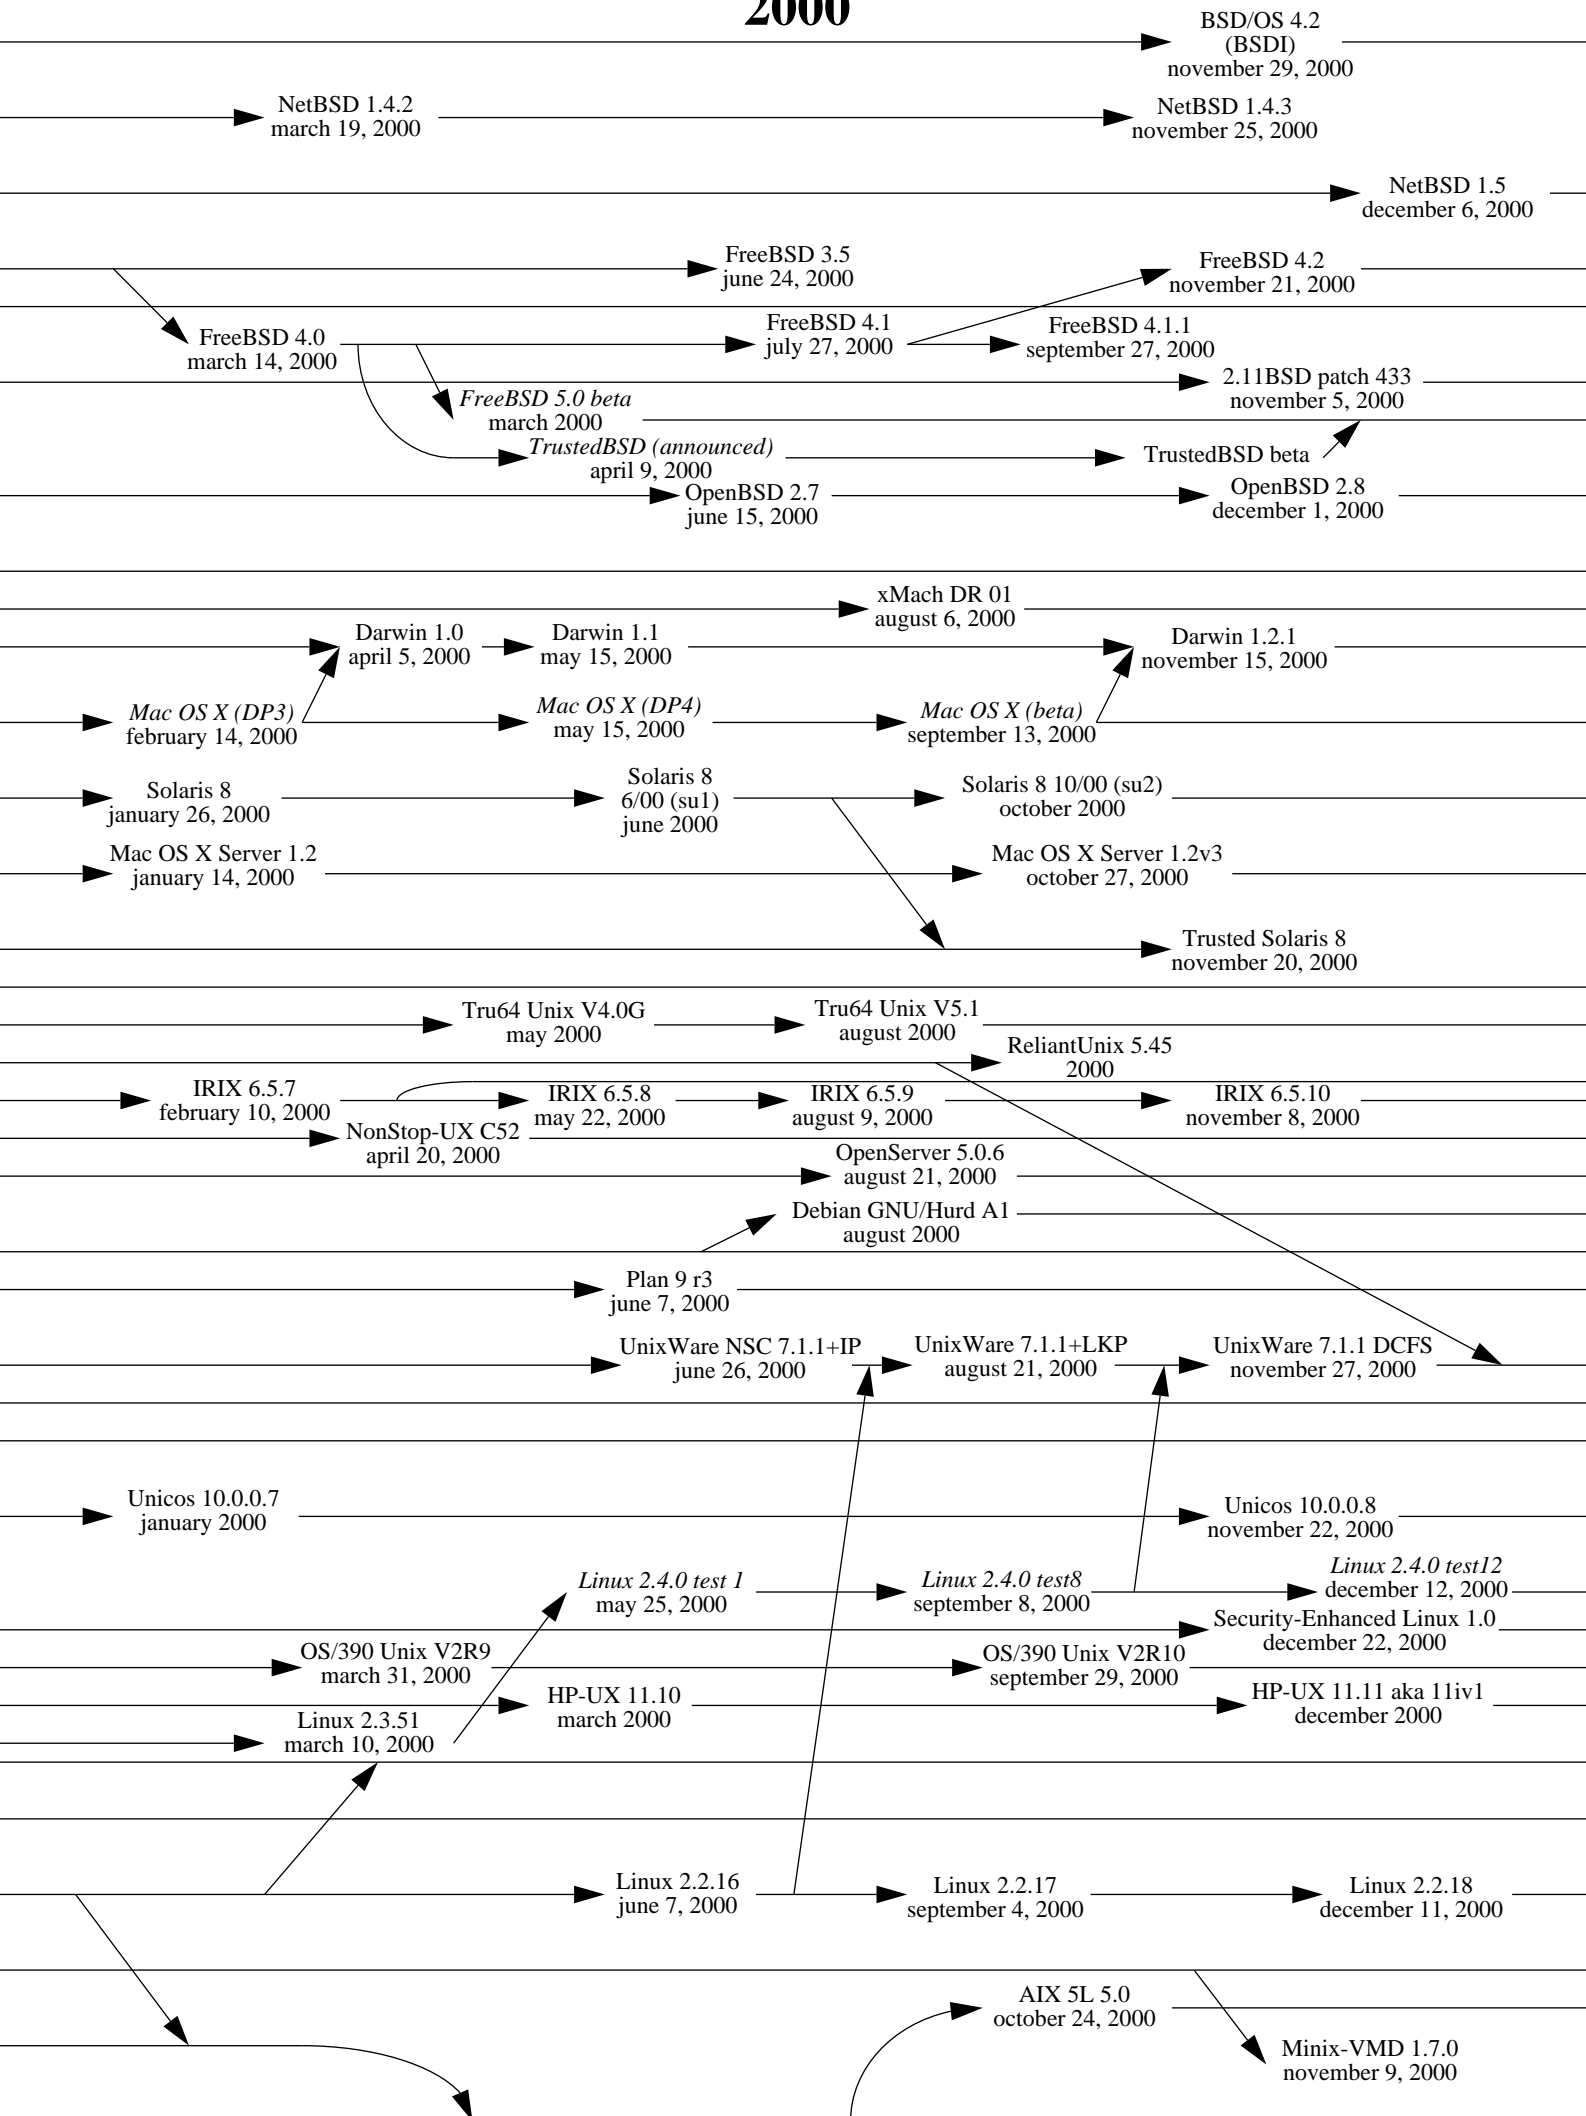 2000
BSD/OS 4.2
(BSDI)
november 29, 2000
NetBSD 1.4.2
march 19, 2000
NetBSD 1.4.3
november 25, 2000
NetBSD 1.5
december 6, 2000
FreeBSD 3.5
june 24, 2000
FreeBSD 4.2
november 21, 2000
FreeBSD 4.0
march 14, 2000
FreeBSD 4.1
july 27, 2000
FreeBSD 4.1.1
september 27, 2000
2.11BSD patch 433
november 5, 2000
FreeBSD 5.0 beta
march 2000
TrustedBSD (announced)
april 9, 2000
TrustedBSD beta
OpenBSD 2.7
june 15, 2000
OpenBSD 2.8
december 1, 2000
xMach DR 01
august 6, 2000
Darwin 1.0
april 5, 2000
Darwin 1.1
may 15, 2000
Darwin 1.2.1
november 15, 2000
Mac OS X (DP3)
february 14, 2000
Mac OS X (DP4)
may 15, 2000
Mac OS X (beta)
september 13, 2000
Solaris 8
january 26, 2000
Solaris 8
6/00 (su1)
june 2000
Solaris 8 10/00 (su2)
october 2000
Mac OS X Server 1.2
january 14, 2000
Mac OS X Server 1.2v3
october 27, 2000
Trusted Solaris 8
november 20, 2000
Tru64 Unix V4.0G
may 2000
Tru64 Unix V5.1
august 2000
ReliantUnix 5.45
2000
IRIX 6.5.7
february 10, 2000
IRIX 6.5.8
may 22, 2000
IRIX 6.5.9
august 9, 2000
IRIX 6.5.10
november 8, 2000
NonStop-UX C52
april 20, 2000
OpenServer 5.0.6
august 21, 2000
Debian GNU/Hurd A1
august 2000
Plan 9 r3
june 7, 2000
UnixWare NSC 7.1.1+IP
june 26, 2000
UnixWare 7.1.1+LKP
august 21, 2000
UnixWare 7.1.1 DCFS
november 27, 2000
Unicos 10.0.0.7
january 2000
Unicos 10.0.0.8
november 22, 2000
Linux 2.4.0 test 1
may 25, 2000
Linux 2.4.0 test8
september 8, 2000
Linux 2.4.0 test12
december 12, 2000
Security-Enhanced Linux 1.0
december 22, 2000
OS/390 Unix V2R9
march 31, 2000
OS/390 Unix V2R10
september 29, 2000
HP-UX 11.10
march 2000
HP-UX 11.11 aka 11iv1
december 2000
Linux 2.3.51
march 10, 2000
Linux 2.2.16
june 7, 2000
Linux 2.2.17
september 4, 2000
Linux 2.2.18
december 11, 2000
AIX 5L 5.0
october 24, 2000
Minix-VMD 1.7.0
november 9, 2000